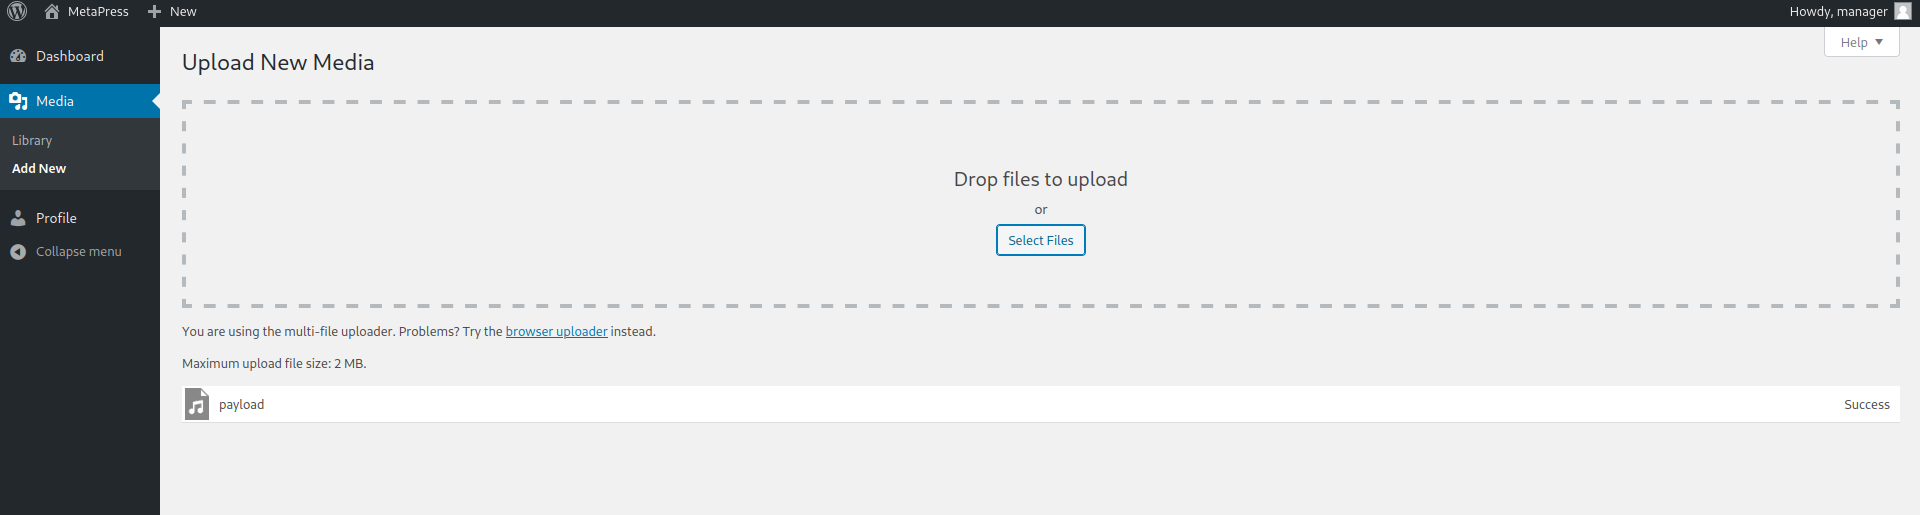 MetaPress New Howdy, manager
Help
Dashboard
Media
Library
Add New
Profile
Collapse menu
Upload New Media
Drop files to upload
or
Select Files
You are using the multi-file uploader. Problems? Try the browser uploader instead.
Maximum upload file size: 2 MB.
payload Success